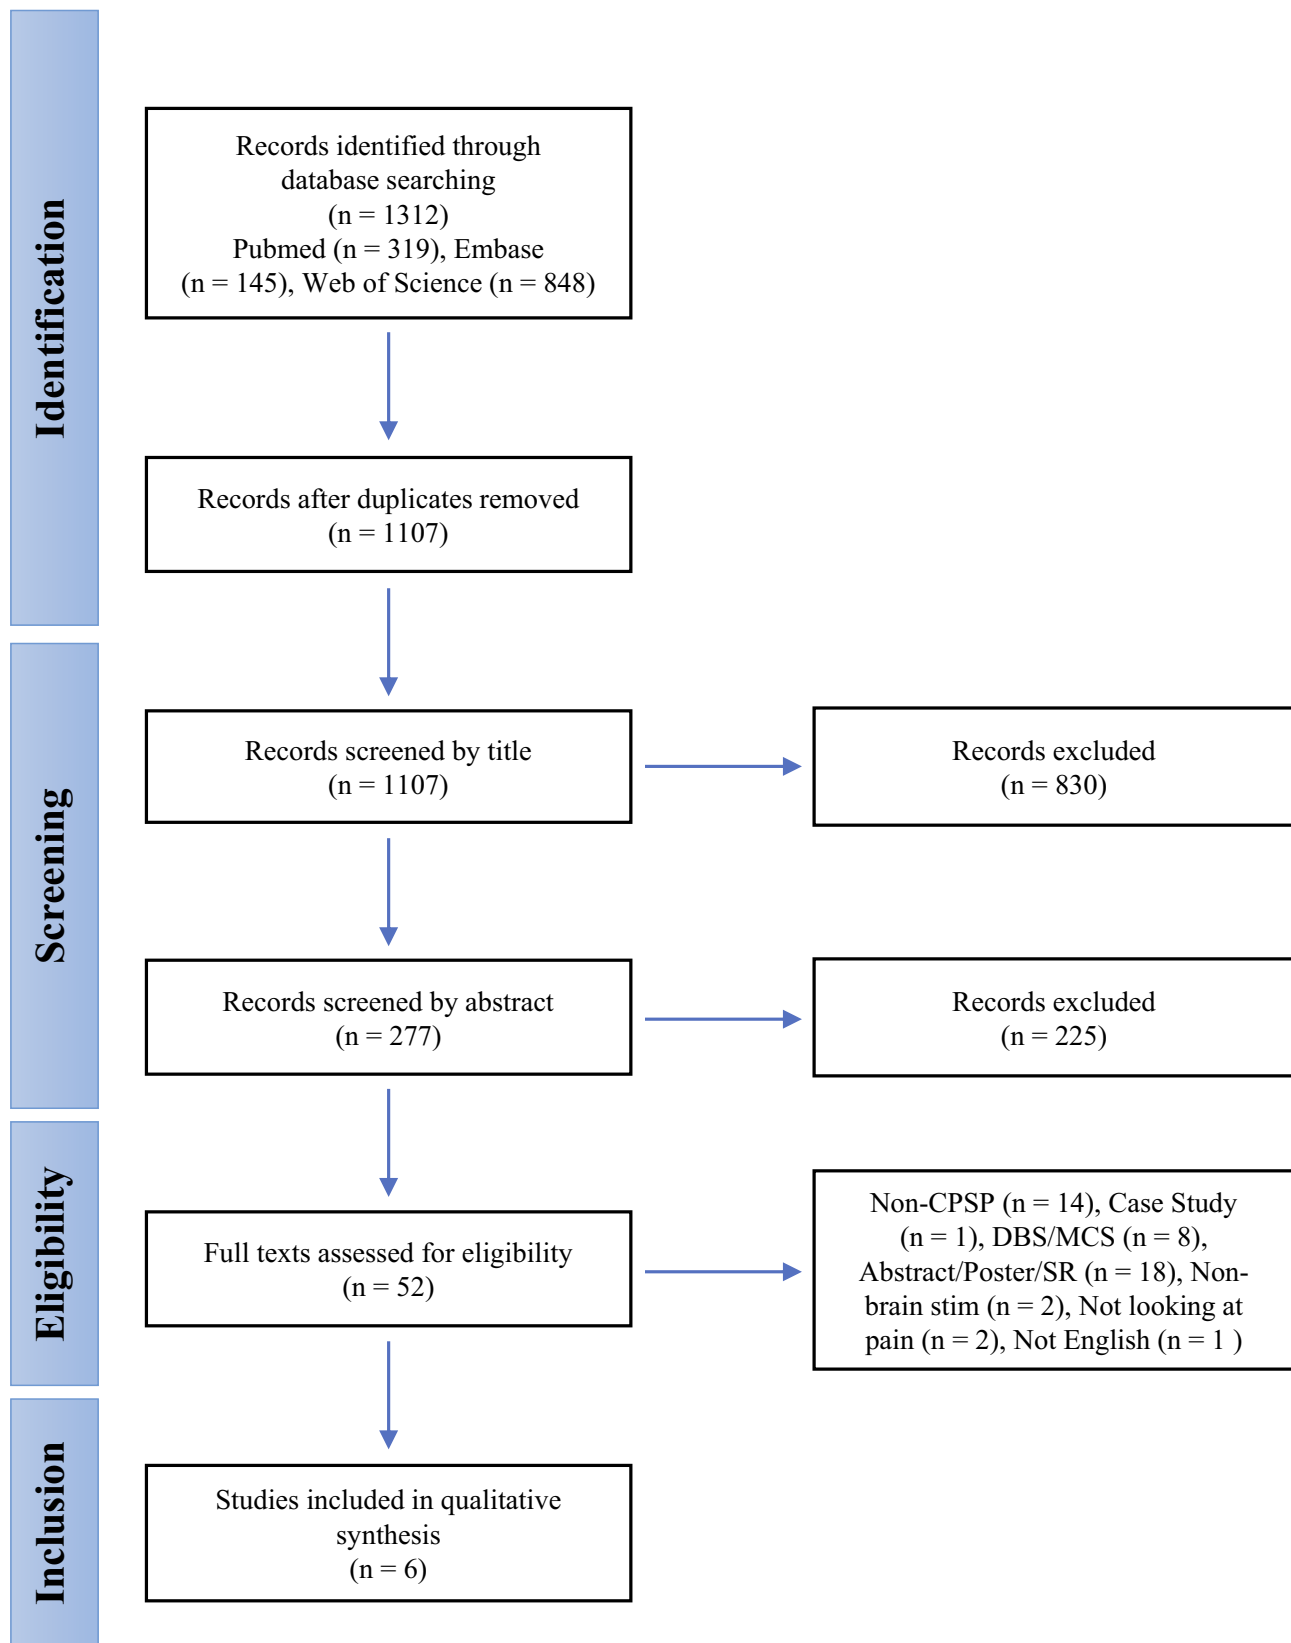 Identification
Records identified through
database searching
(n = 1312)
Pubmed (n = 319), Embase
(n = 145), Web of Science (n = 848)
Records after duplicates removed
(n = 1107)
Screening
Records screened by title
(n = 1107)
Records excluded
(n = 830)
Records screened by abstract
(n = 277)
Records excluded
(n = 225)
Eligibility
Full texts assessed for eligibility
(n = 52)
Non-CPSP (n = 14), Case Study
(n = 1), DBS/MCS (n = 8),
Abstract/Poster/SR (n = 18), Non-
brain stim (n = 2), Not looking at
pain (n = 2), Not English (n = 1 )
Inclusion
Studies included in qualitative
synthesis
(n = 6)